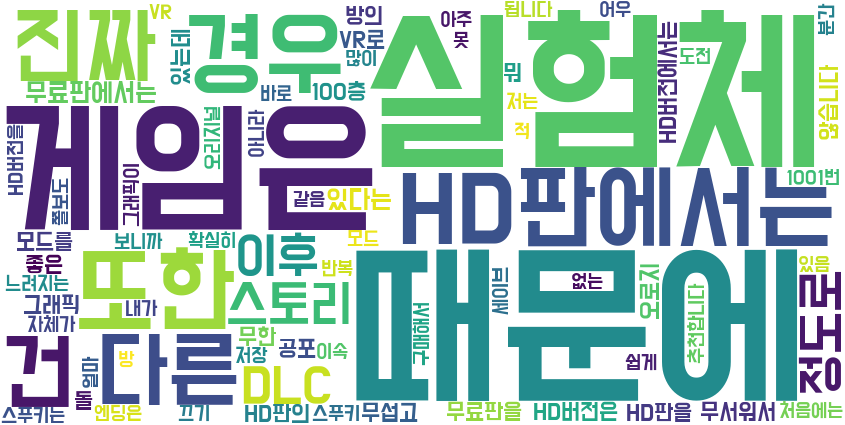 진짜
VR
방의
아주
됩니다
어우
분간
경우
있는데
VR로
못
많이
뭐
도전
무료판에서는
바로
100층
저는
적
않습니다
실험체
HD버전에서는
HD버전을
쫄보도
그래픽이
오리지널
아니라
게임은
같음
있다는
HD판에서는
1001번
모드를
보니까
확실히
모드
좋은
이후
반복
느려지는
또한
스토리
세이브
없는
오로지
추천합니다
있음
정도로
그래픽
자체가
내가
무한
저장
공포
이속
구매해서
때문에
쉽게
건
얼마
방
돌
다른
DLC
스푸키는
엔딩은
끄기
HD판의
스푸키
무섭고
무료판을
HD버전은
HD판을
무서워서
처음에는